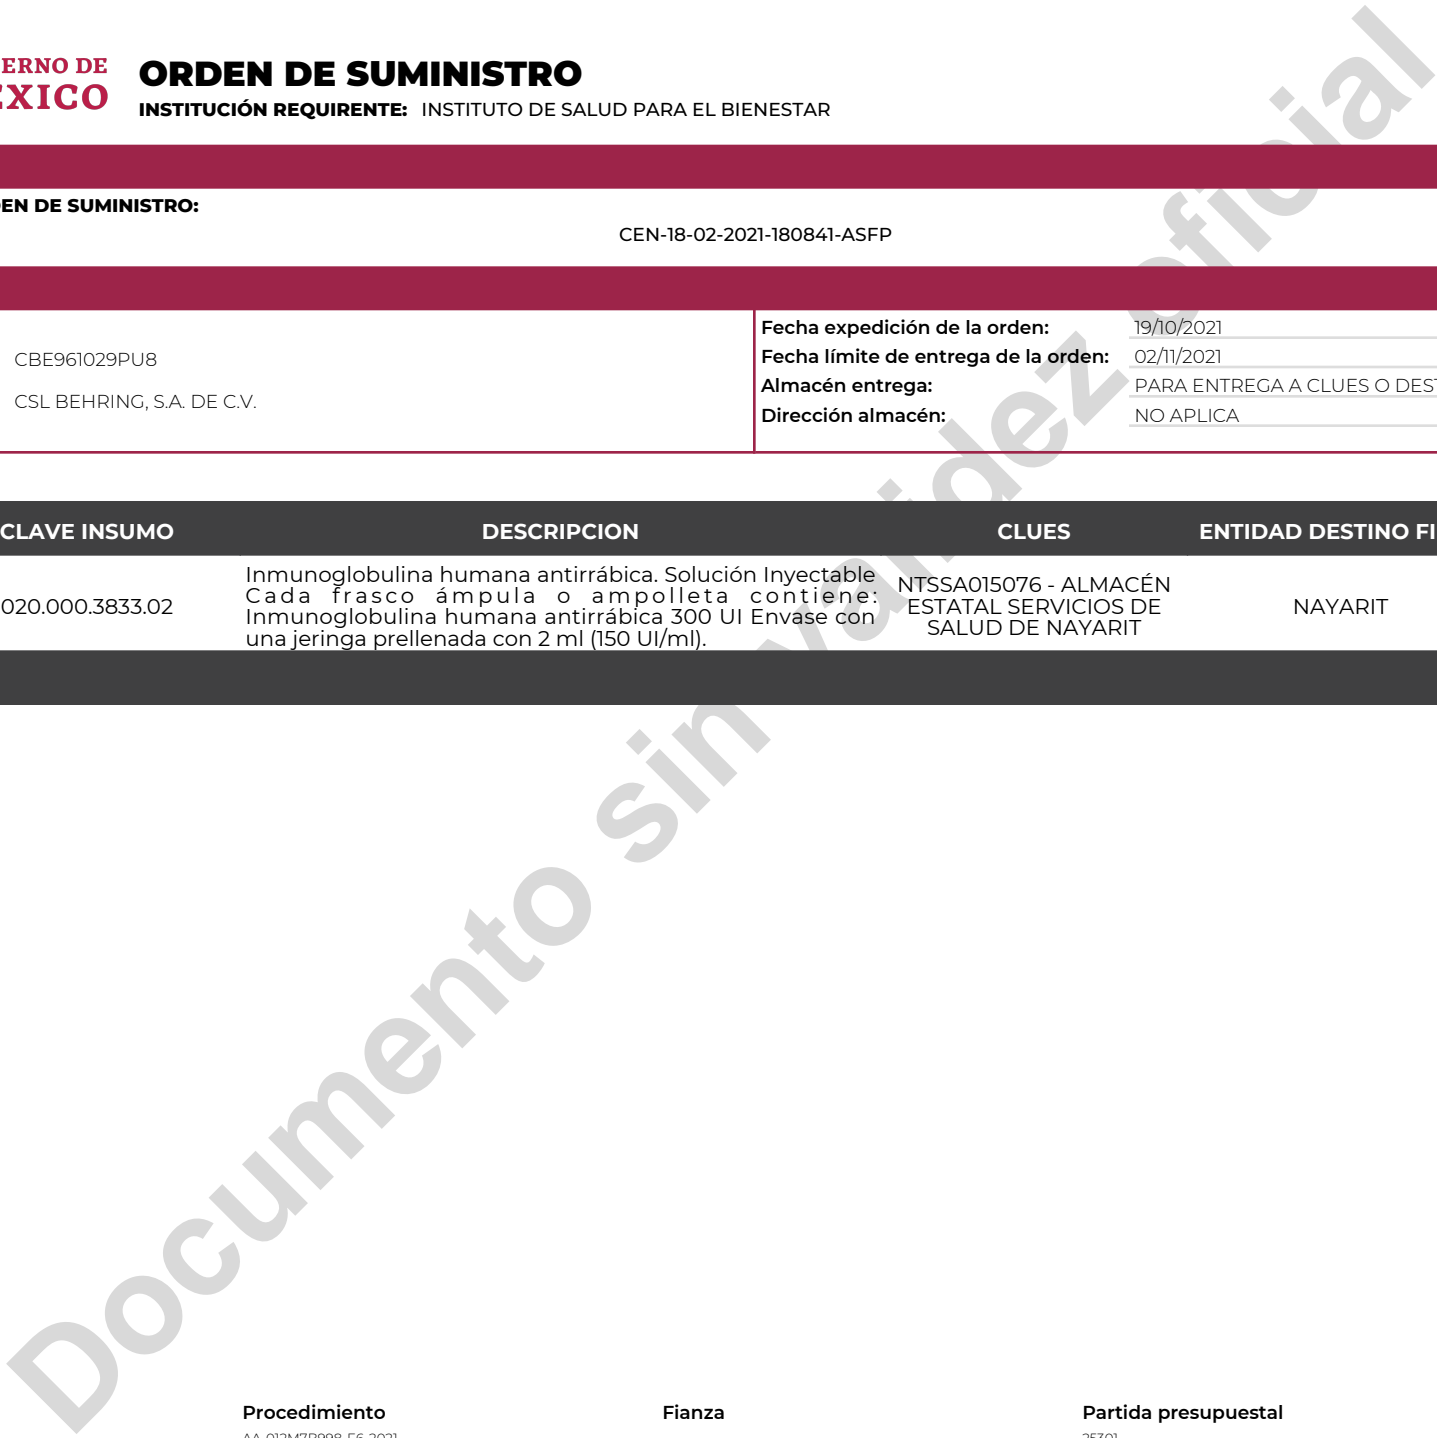 ERNO DE
ÉXICO
ORDEN DE SUMINISTRO
INSTITUCIÓN REQUIRENTE: INSTITUTO DE SALUD PARA EL BIENESTAR
EN DE SUMINISTRO:
CEN-18-02-2021-180841-ASFP
CBE961029PU8
CSL BEHRING, S.A. DE C.V.
Fecha expedición de la orden: 19/10/2021
Fecha límite de entrega de la orden: 02/11/2021
Almacén entrega: PARA ENTREGA A CLUES O DEST
Dirección almacén: NO APLICA
CLAVE INSUMO DESCRIPCION CLUES ENTIDAD DESTINO FI
020.000.3833.02
Inmunoglobulina humana antirrábica. Solución Inyectable
Cada frasco ámpula o ampolleta contiene:
Inmunoglobulina humana antirrábica 300 UI Envase con
una jeringa prellenada con 2 ml (150 UI/ml).
NTSSA015076 - ALMACÉN
ESTATAL SERVICIOS DE
SALUD DE NAYARIT
NAYARIT
Documento sin validez oficial
Procedimiento Fianza Partida presupuestal